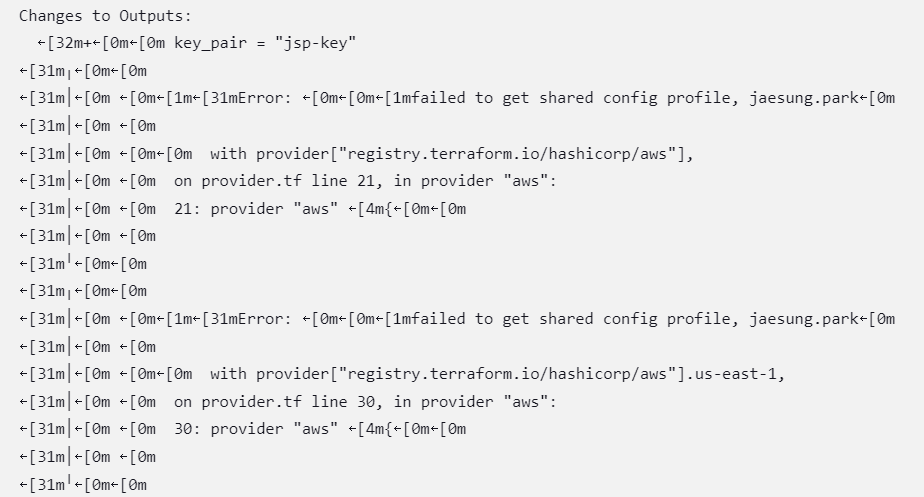 Changes to Outputs:
←[32m+←[0m←[0m key_pair = "jsp-key"
←[31m╷←[0m←[0m
←[31m│←[0m ←[0m←[1m←[31mError: ←[0m←[0m←[1mfailed to get shared config profile, jaesung.park←[0m
←[31m│←[0m ←[0m
←[31m│←[0m ←[0m←[0m  with provider["registry.terraform.io/hashicorp/aws"],
←[31m│←[0m ←[0m  on provider.tf line 21, in provider "aws":
←[31m│←[0m ←[0m  21: provider "aws" ←[4m{←[0m←[0m
←[31m│←[0m ←[0m
←[31m╵←[0m←[0m
←[31m╷←[0m←[0m
←[31m│←[0m ←[0m←[1m←[31mError: ←[0m←[0m←[1mfailed to get shared config profile, jaesung.park←[0m
←[31m│←[0m ←[0m
←[31m│←[0m ←[0m←[0m  with provider["registry.terraform.io/hashicorp/aws"].us-east-1,
←[31m│←[0m ←[0m  on provider.tf line 30, in provider "aws":
←[31m│←[0m ←[0m  30: provider "aws" ←[4m{←[0m←[0m
←[31m│←[0m ←[0m
←[31m╵←[0m←[0m